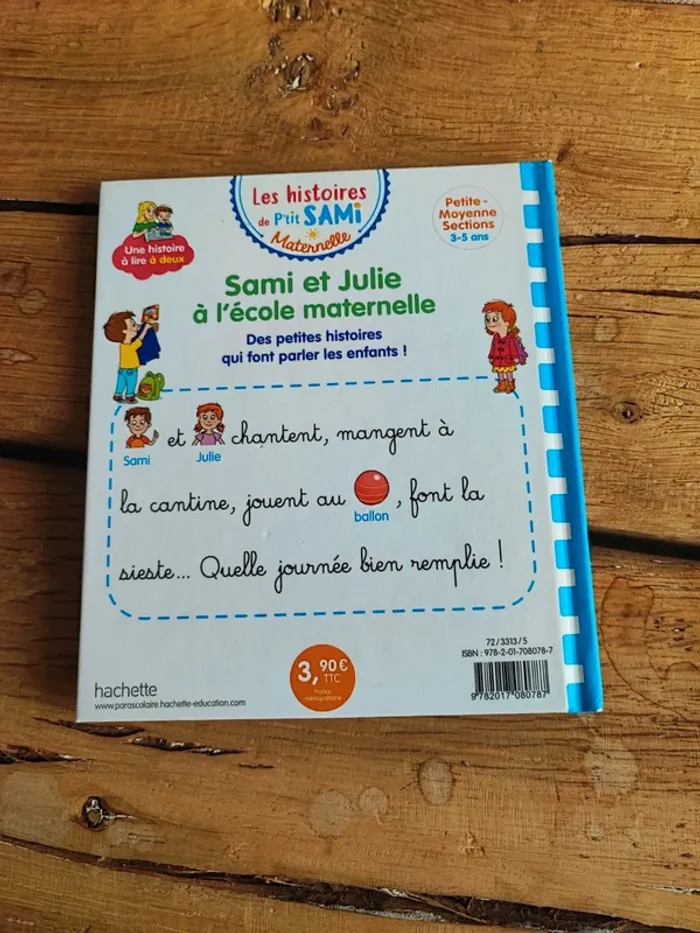 Les histoires
de P'tit SAMi
Maternelle
Une histoire
à lire à deux
Petite -
Moyenne
Sections
3-5 ans
Sami et Julie
à l'école maternelle
Des petites histoires
qui font parler les enfants !
et chantent, mangent à
Sami Julie
la cantine, jouent au , font la
ballon
sieste... Quelle journée bien remplie !
hachette
www.parascolaire.hachette-education.com
3,90€
TTC
France
métropolitaine
72/3313/5
ISBN : 978-2-01-708078-7
9 782017 080787